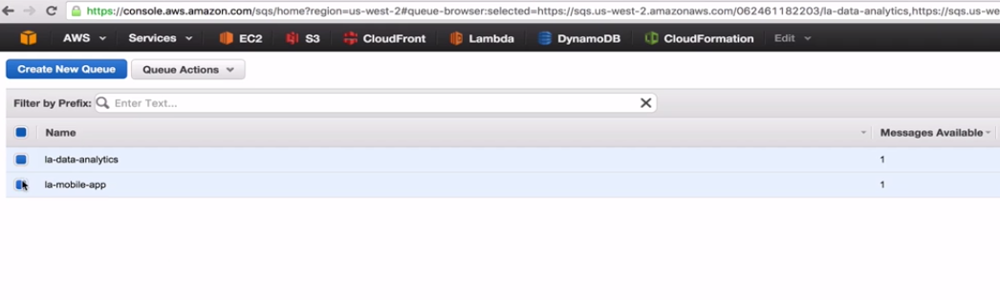 https://console.aws.amazon.com/sqs/home?region=us-west-2#queue-browser:selected=https://sqs.us-west-2.amazonaws.com/062461182203/la-data-analytics,https://sqs.us-we
AWS Services EC2 S3 CloudFront Lambda DynamoDB CloudFormation Edit
Create New Queue Queue Actions
Filter by Prefix: Enter Text...
Name Messages Available
la-data-analytics 1
la-mobile-app 1